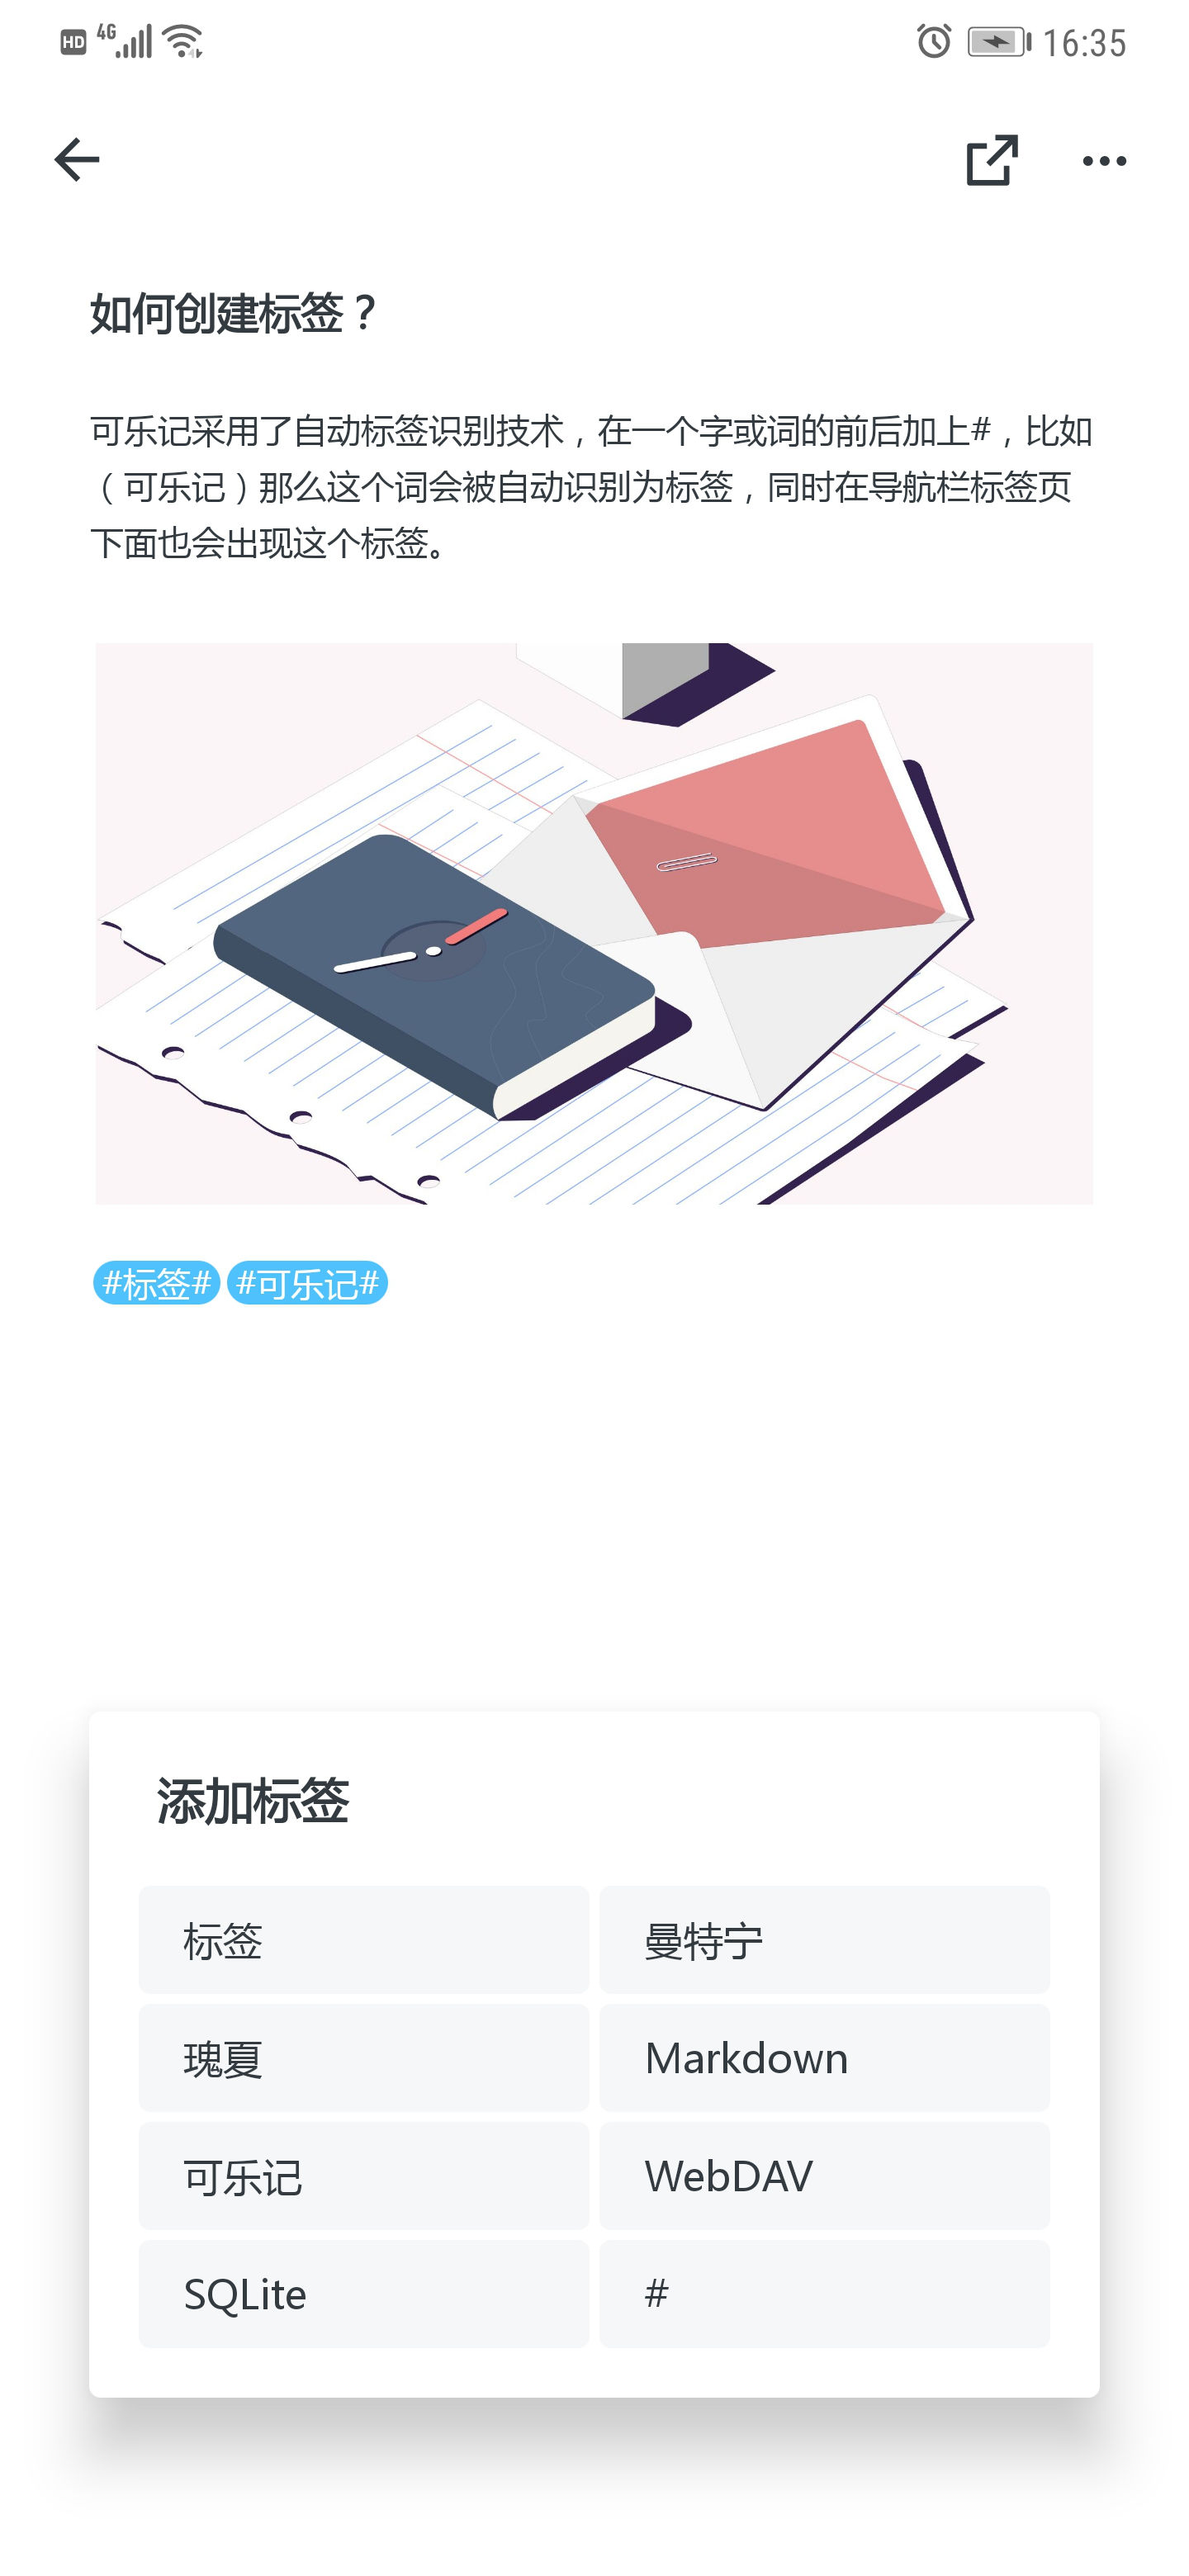 HD 4G 16:35
如何创建标签？
可乐记采用了自动标签识别技术，在一个字或词的前后加上#，比如
（可乐记）那么这个词会被自动识别为标签，同时在导航栏标签页
下面也会出现这个标签。
#标签# #可乐记#
添加标签
标签 曼特宁
瑰夏 Markdown
可乐记 WebDAV
SQLite #